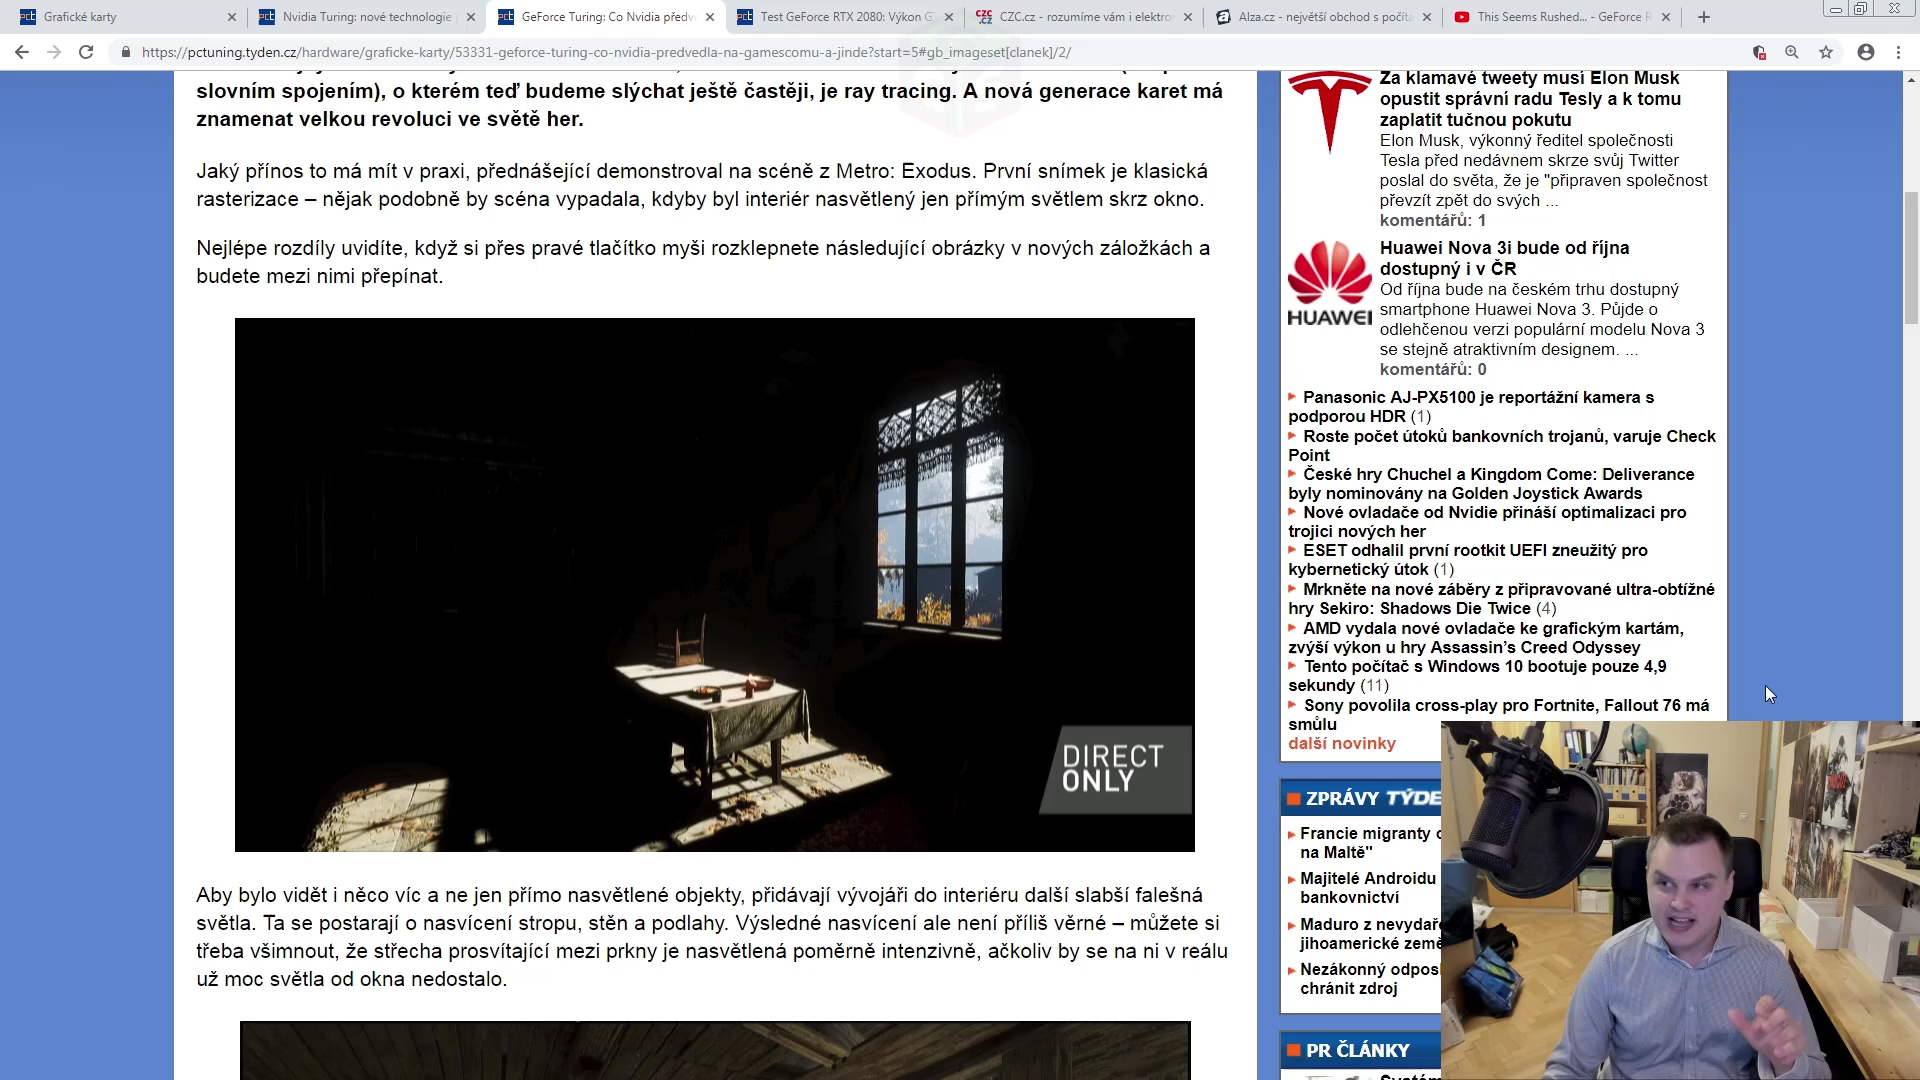 Grafické karty
Nvidia Turing: nové technologie
GeForce Turing: Co Nvidia předv
Test GeForce RTX 2080: Výkon G
CZC.cz - rozumíme vám i elektro
Alza.cz - největší obchod s počíta
This Seems Rushed... - GeForce R
https://pctuning.tyden.cz/hardware/graficke-karty/53331-geforce-turing-co-nvidia-predvedla-na-gamescomu-a-jinde?start=5#gb_imageset[clanek]/2/
slovním spojením), o kterém teď budeme slýchat ještě častěji, je ray tracing. A nová generace karet má
znamenat velkou revoluci ve světě her.
Jaký přínos to má mít v praxi, přednášející demonstroval na scéně z Metro: Exodus. První snímek je klasická
rasterizace – nějak podobně by scéna vypadala, kdyby byl interiér nasvětlený jen přímým světlem skrz okno.
Nejlépe rozdíly uvidíte, když si přes pravé tlačítko myši rozklepnete následující obrázky v nových záložkách a
budete mezi nimi přepínat.
DIRECT
ONLY
Aby bylo vidět i něco víc a ne jen přímo nasvětlené objekty, přidávají vývojáři do interiéru další slabší falešná
světla. Ta se postarají o nasvícení stropu, stěn a podlahy. Výsledné nasvícení ale není příliš věrné – můžete si
třeba všimnout, že střecha prosvítající mezi prkny je nasvětlená poměrně intenzivně, ačkoliv by se na ni v reálu
už moc světla od okna nedostalo.
Za klamavé tweety musí Elon Musk
opustit správní radu Tesly a k tomu
zaplatit tučnou pokutu
Elon Musk, výkonný ředitel společnosti
Tesla před nedávnem skrze svůj Twitter
poslal do světa, že je "připraven společnost
převzít zpět do svých ...
komentářů: 1
HUAWEI
Huawei Nova 3i bude od října
dostupný i v ČR
Od října bude na českém trhu dostupný
smartphone Huawei Nova 3. Půjde o
odlehčenou verzi populární modelu Nova 3
se stejně atraktivním designem. ...
komentářů: 0
Panasonic AJ-PX5100 je reportážní kamera s
podporou HDR (1)
Roste počet útoků bankovních trojanů, varuje Check
Point
České hry Chuchel a Kingdom Come: Deliverance
byly nominovány na Golden Joystick Awards
Nové ovladače od Nvidie přináší optimalizaci pro
trojici nových her
ESET odhalil první rootkit UEFI zneužitý pro
kybernetický útok (1)
Mrkněte na nové záběry z připravované ultra-obtížné
hry Sekiro: Shadows Die Twice (4)
AMD vydala nové ovladače ke grafickým kartám,
zvýší výkon u hry Assassin’s Creed Odyssey
Tento počítač s Windows 10 bootuje pouze 4,9
sekundy (11)
Sony povolila cross-play pro Fortnite, Fallout 76 má
smůlu
další novinky
ZPRÁVY TÝDE
Francie migranty
na Maltě"
Majitelé Androidu
bankovnictví
Maduro z nevydař
jihoamerické země
Nezákonný odpos
chránit zdroj
PR ČLÁNKY